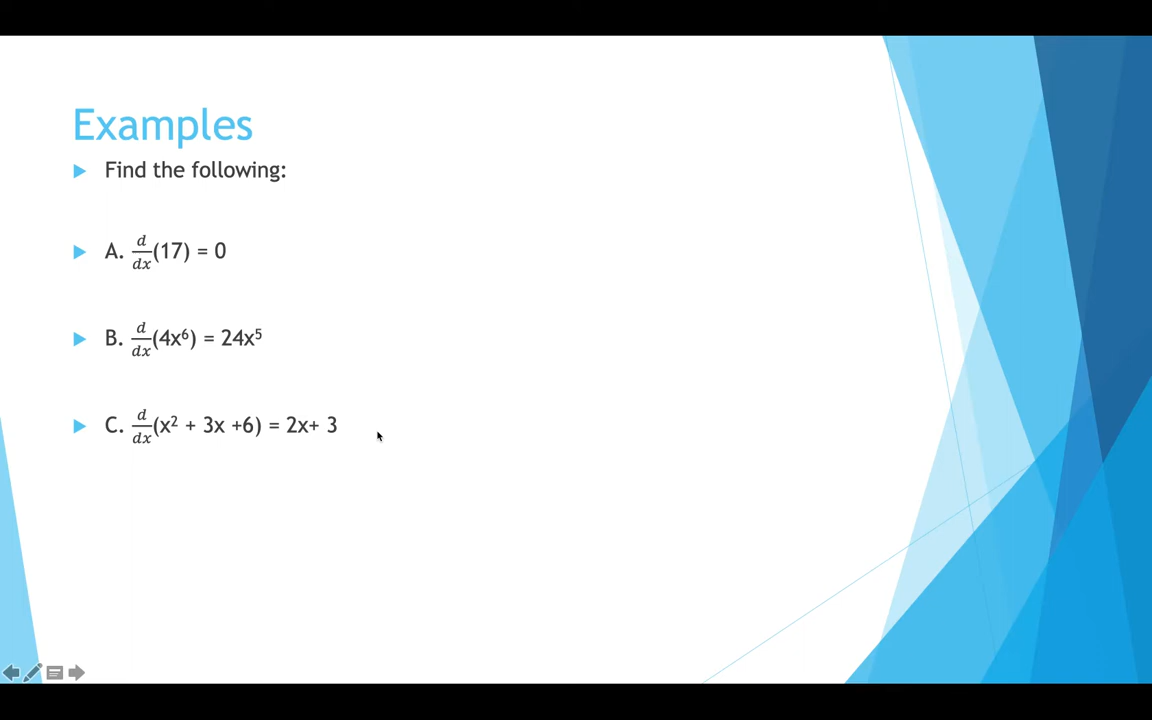 Examples
Find the following:
A. d/dx(17) = 0
B. d/dx(4x⁶) = 24x⁵
C. d/dx(x² + 3x +6) = 2x+ 3